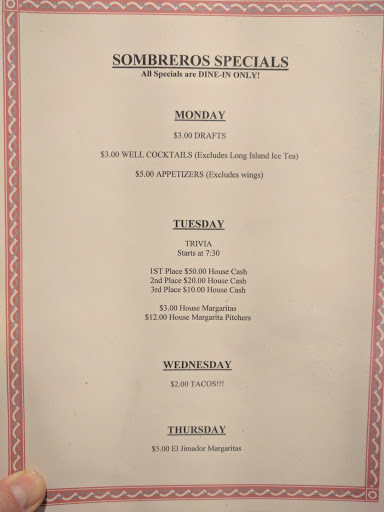 SOMBREROS SPECIALS
All Specials are DINE-IN ONLY!
MONDAY
$3.00 DRAFTS
$3.00 WELL COCKTAILS (Excludes Long Island Ice Tea)
$5.00 APPETIZERS (Excludes wings)
TUESDAY
TRIVIA
Starts at 7:30
1ST Place $50.00 House Cash
2nd Place $20.00 House Cash
3rd Place $10.00 House Cash
$3.00 House Margaritas
$12.00 House Margarita Pitchers
WEDNESDAY
$2.00 TACOS!!!
THURSDAY
$5.00 El Jimador Margaritas